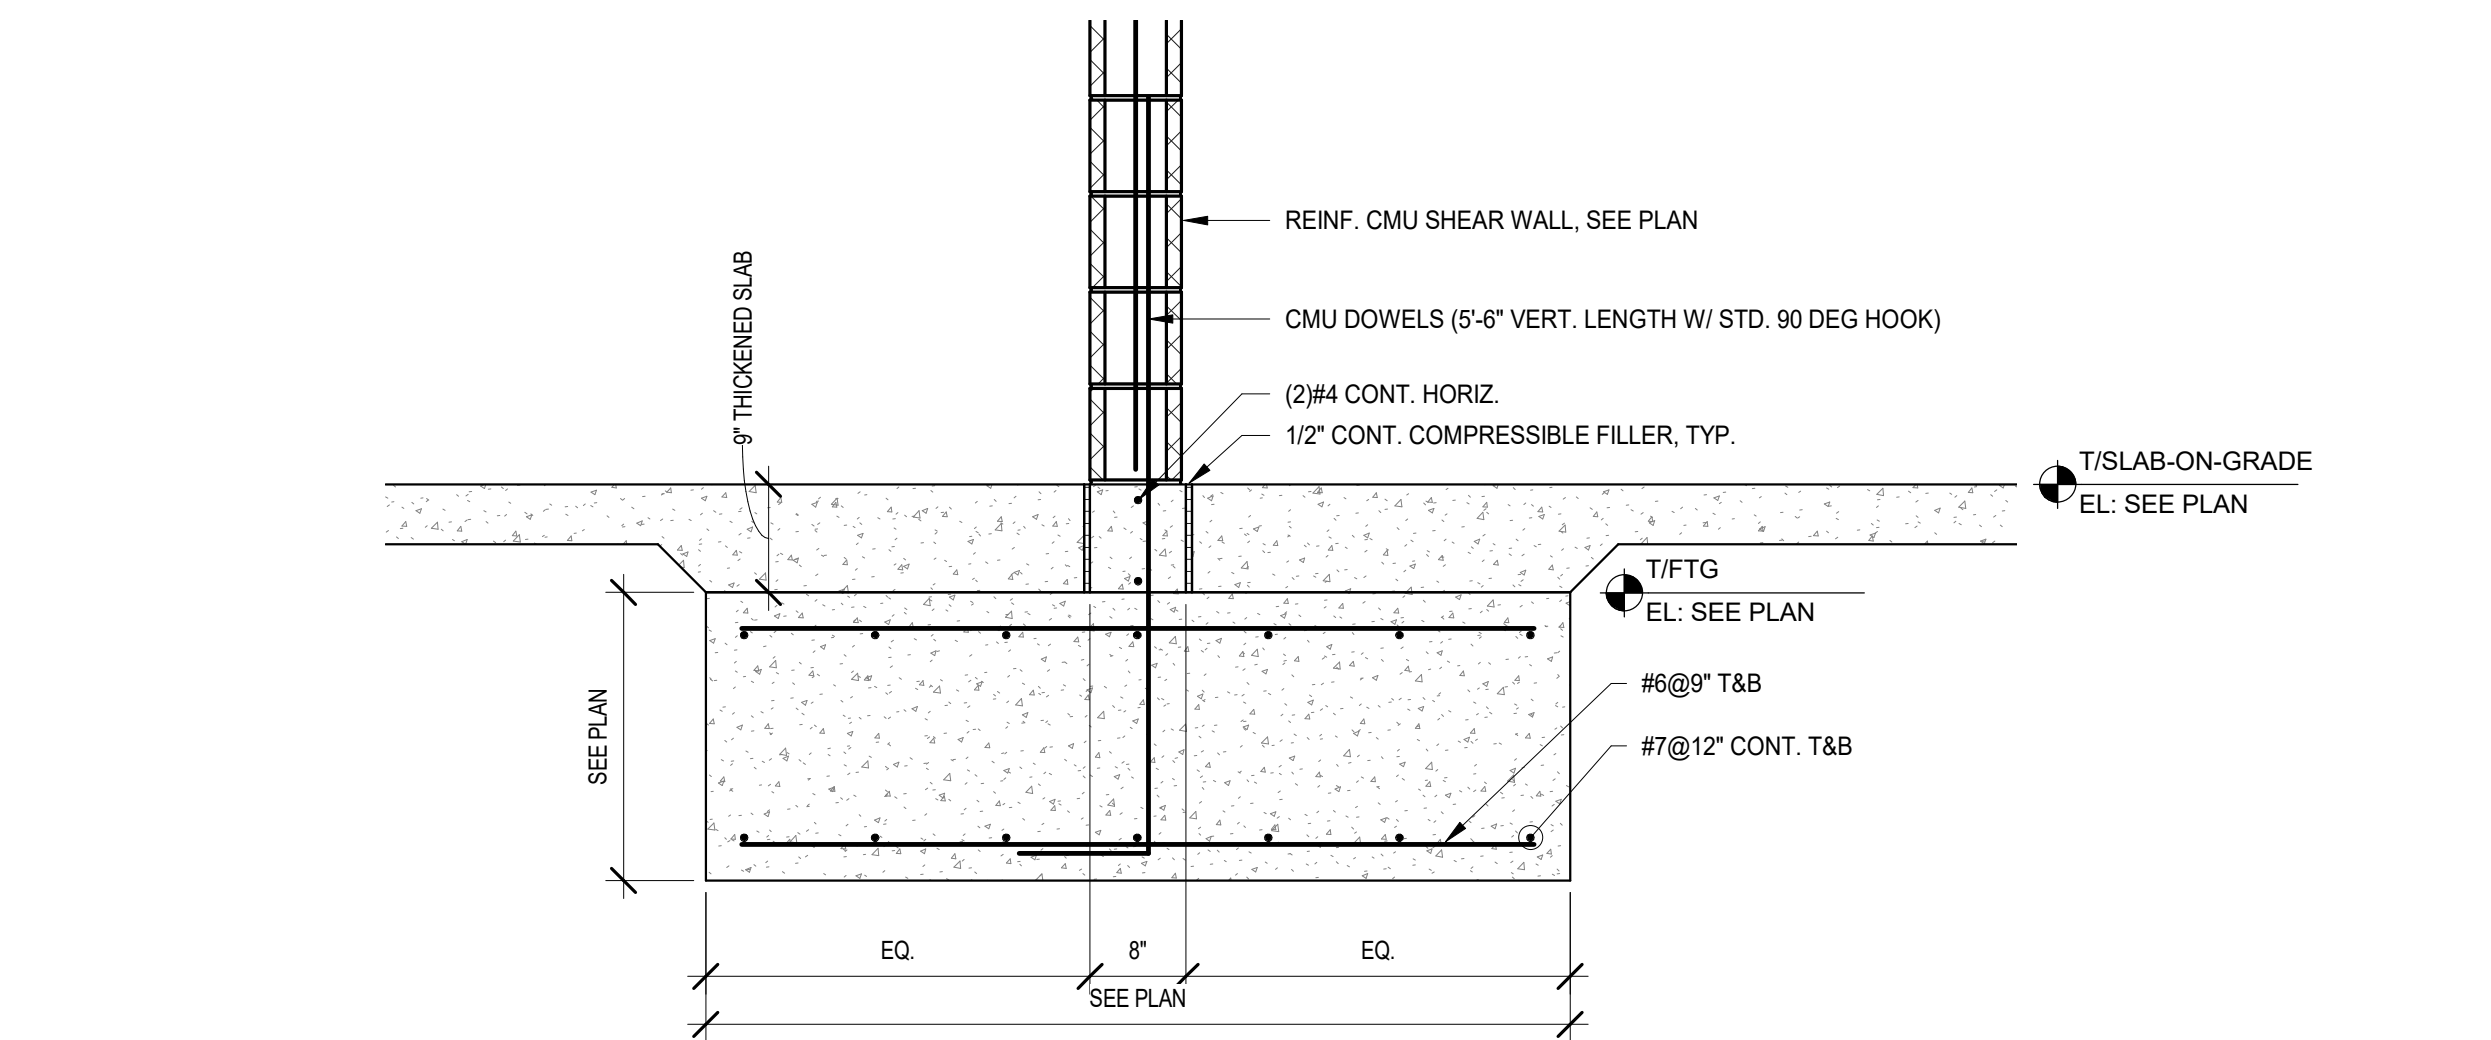 REINF. CMU SHEAR WALL, SEE PLAN
9" THICKENED SLAB
CMU DOWELS (5'-6" VERT. LENGTH W/ STD. 90 DEG HOOK)
(2)#4 CONT. HORIZ.
1/2" CONT. COMPRESSIBLE FILLER, TYP.
T/SLAB-ON-GRADE
EL: SEE PLAN
T/FTG
EL: SEE PLAN
#6@9" T&B
SEE PLAN
#7@12" CONT. T&B
EQ.
8"
EQ.
SEE PLAN